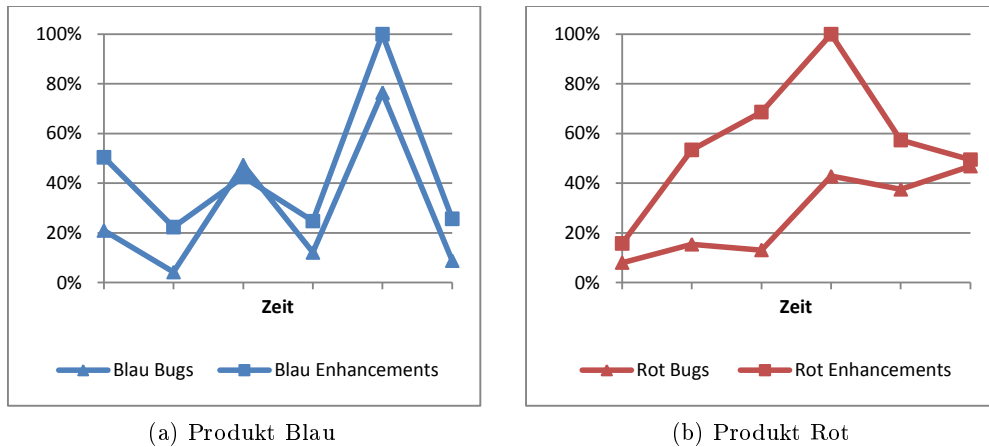 100%
80%
60%
40%
20%
0%
Zeit
Blau Bugs
Blau Enhancements
(a) Produkt Blau
100%
80%
60%
40%
20%
0%
Zeit
Rot Bugs
Rot Enhancements
(b) Produkt Rot